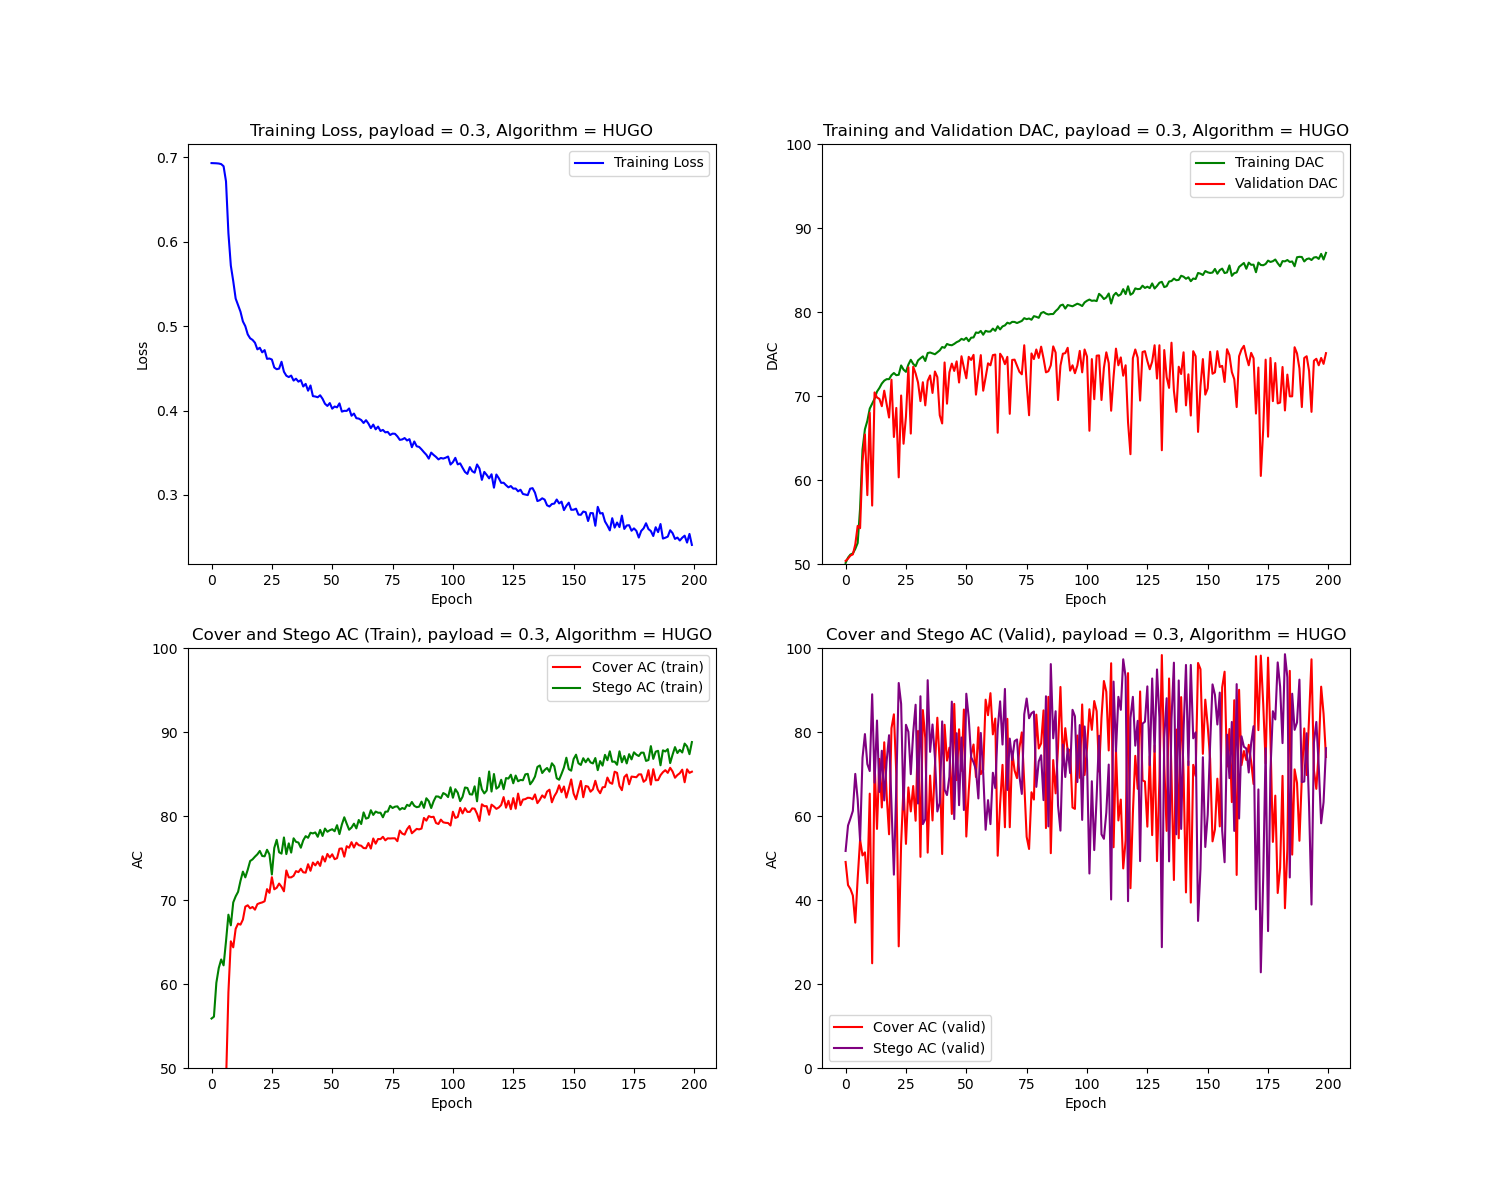 Training Loss, payload = 0.3, Algorithm = HUGO
Training Loss
0.7
0.6
0.5
0.4
0.3
Loss
0 25 50 75 100 125 150 175 200
Epoch
Training and Validation DAC, payload = 0.3, Algorithm = HUGO
Training DAC
Validation DAC
100
90
80
70
60
50
DAC
0 25 50 75 100 125 150 175 200
Epoch
Cover and Stego AC (Train), payload = 0.3, Algorithm = HUGO
Cover AC (train)
Stego AC (train)
100
90
80
70
60
50
AC
0 25 50 75 100 125 150 175 200
Epoch
Cover and Stego AC (Valid), payload = 0.3, Algorithm = HUGO
100
80
60
40
20
0
AC
Cover AC (valid)
Stego AC (valid)
0 25 50 75 100 125 150 175 200
Epoch